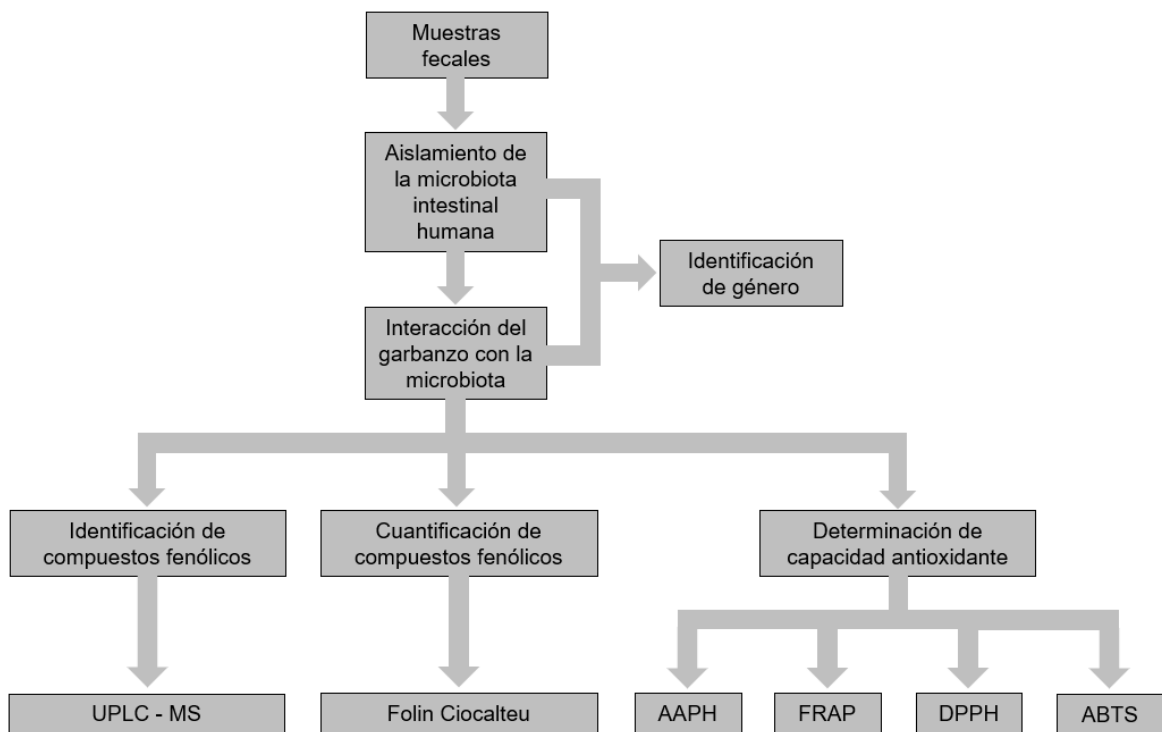 Muestras
fecales
Aislamiento de
la microbiota
intestinal
humana
Identificación
de género
Interacción del
garbanzo con la
microbiota
Identificación de
compuestos fenólicos
Cuantificación de
compuestos fenólicos
Determinación de
capacidad antioxidante
UPLC - MS
Folin Ciocalteu
AAPH
FRAP
DPPH
ABTS